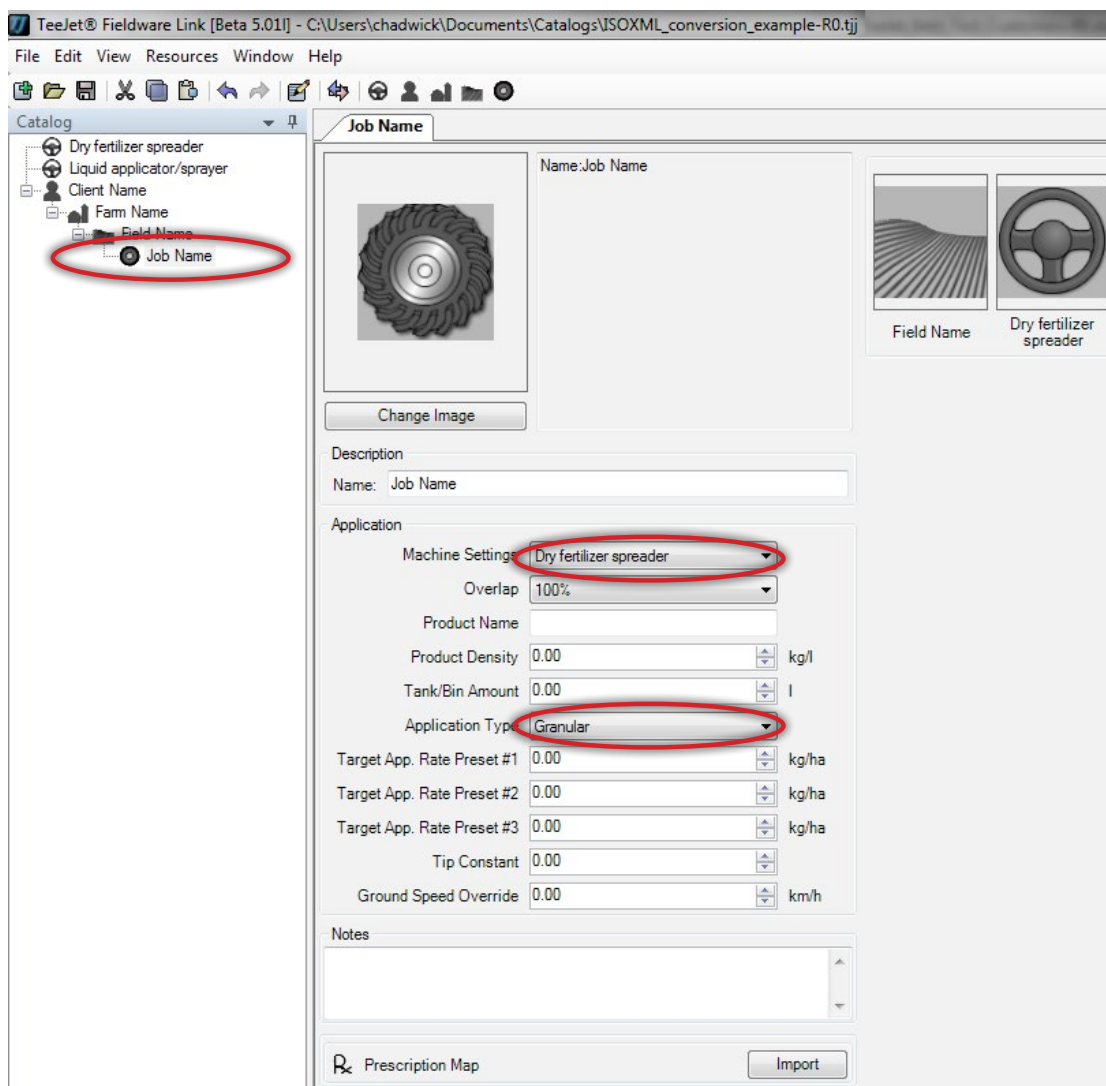 TeeJet® Fieldware Link [Beta 5.01l] - C:\Users\chadwick\Documents\Catalogs\ISOXML_conversion_example-R0.tjj
File Edit View Resources Window Help
Catalog
Job Name
Dry fertilizer spreader
Liquid applicator/sprayer
Client Name
Farm Name
Field Name
Job Name
Name:Job Name
Field Name
Dry fertilizer
spreader
Change Image
Description
Name: Job Name
Application
Machine Settings Dry fertilizer spreader
Overlap 100%
Product Name
Product Density 0.00 kg/l
Tank/Bin Amount 0.00 l
Application Type Granular
Target App. Rate Preset #1 0.00 kg/ha
Target App. Rate Preset #2 0.00 kg/ha
Target App. Rate Preset #3 0.00 kg/ha
Tip Constant 0.00
Ground Speed Override 0.00 km/h
Notes
Prescription Map Import